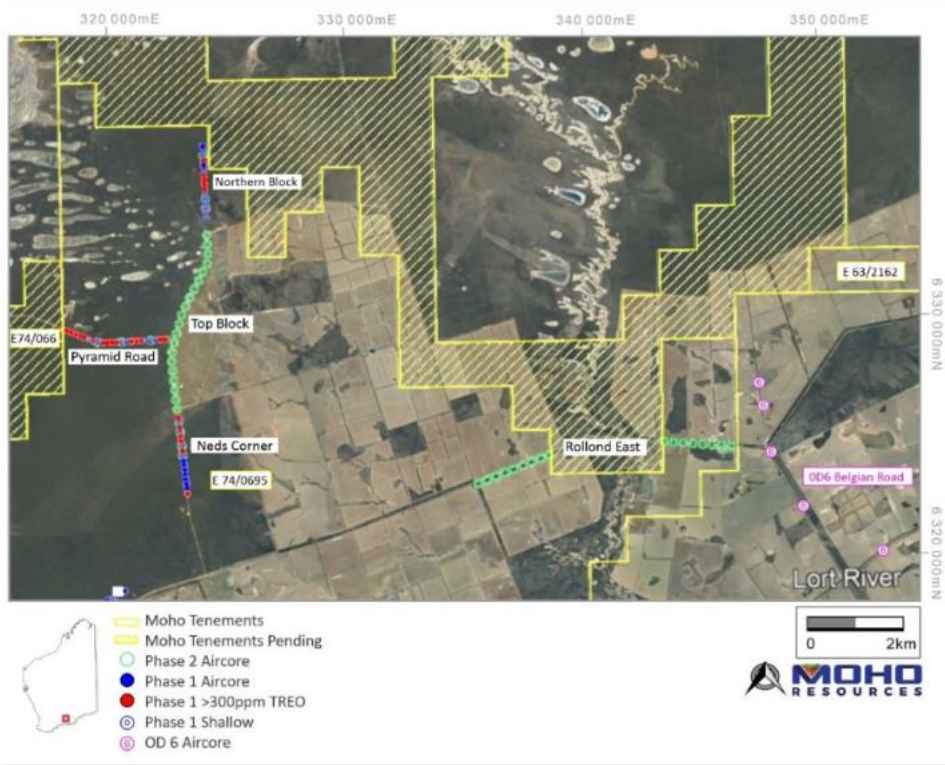 320 000mE 330 000mE 340 000mE 350 000mE
Northern Block
E 63/2162
6 330 000mN
Top Block
E74/066
Pyramid Road
Neds Corner
Rollond East
E 74/0695
OD6 Belgian Road
6 320 000mN
Lort River
Moho Tenements
Moho Tenements Pending
Phase 2 Aircore
Phase 1 Aircore
Phase 1 >300ppm TREO
Phase 1 Shallow
OD 6 Aircore
0 2km
MOHO
RESOURCES